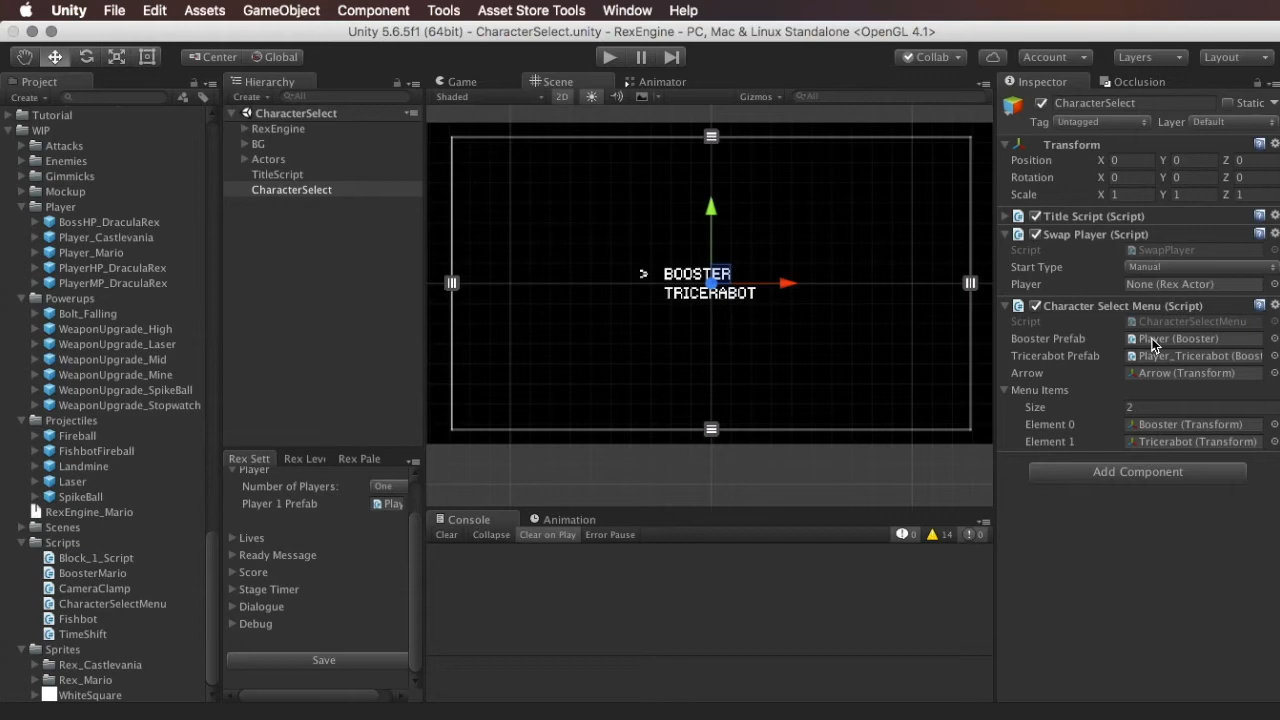 Unity File Edit Assets GameObject Component Tools Asset Store Tools Window Help
Unity 5.6.5f1 (64bit) - CharacterSelect.unity - RexEngine - PC, Mac & Linux Standalone <OpenGL 4.1>
Center Global Collab Account Layers Layout
Project
Create
Tutorial
WIP
Attacks
Enemies
Gimmicks
Mockup
Player
BossHP_DraculaRex
Player_Castlevania
Player_Mario
PlayerHP_DraculaRex
PlayerMP_DraculaRex
Powerups
Bolt_Falling
WeaponUpgrade_High
WeaponUpgrade_Laser
WeaponUpgrade_Mid
WeaponUpgrade_Mine
WeaponUpgrade_SpikeBall
WeaponUpgrade_Stopwatch
Projectiles
Fireball
FishbotFireball
Landmine
Laser
SpikeBall
RexEngine_Mario
Scenes
Scripts
Block_1_Script
BoosterMario
CameraClamp
CharacterSelectMenu
Fishbot
TimeShift
Sprites
Rex_Castlevania
Rex_Mario
WhiteSquare
Hierarchy
Create All
CharacterSelect
RexEngine
BG
Actors
TitleScript
CharacterSelect
Rex Sett Rex Leve Rex Pale
Player
Number of Players: One
Player 1 Prefab Play
Lives
Ready Message
Score
Stage Timer
Dialogue
Debug
Save
Game Scene Animator
Shaded 2D Gizmos All
> BOOSTER
TRICERABOT
Console Animation
Clear Collapse Clear on Play Error Pause 0 14 0
Inspector Occlusion
CharacterSelect Static
Tag Untagged Layer Default
Transform
Position X 0 Y 0 Z 0
Rotation X 0 Y 0 Z 0
Scale X 1 Y 1 Z 1
Title Script (Script)
Swap Player (Script)
Script SwapPlayer
Start Type Manual
Player None (Rex Actor)
Character Select Menu (Script)
Script CharacterSelectMenu
Booster Prefab Player (Booster)
Tricerabot Prefab Player_Tricerabot (Boost
Arrow Arrow (Transform)
Menu Items
Size 2
Element 0 Booster (Transform)
Element 1 Tricerabot (Transform)
Add Component